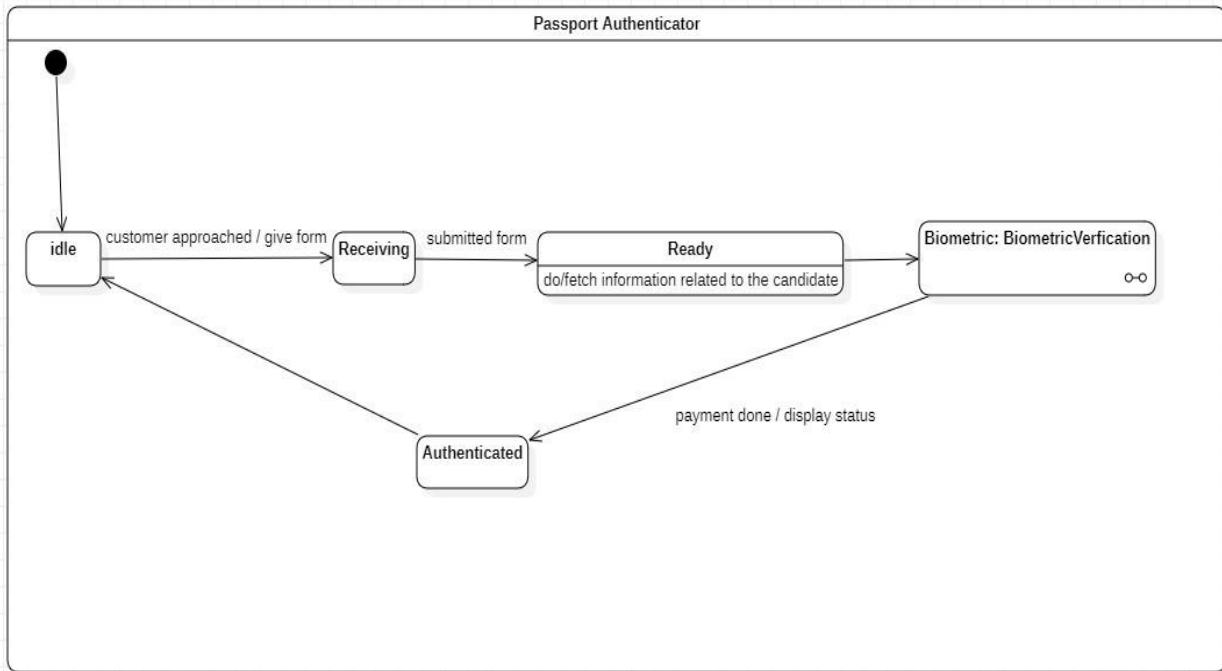 Passport Authenticator
idle
customer approached / give form
Receiving
submitted form
Ready
do/fetch information related to the candidate
Biometric: BiometricVerfication
payment done / display status
Authenticated